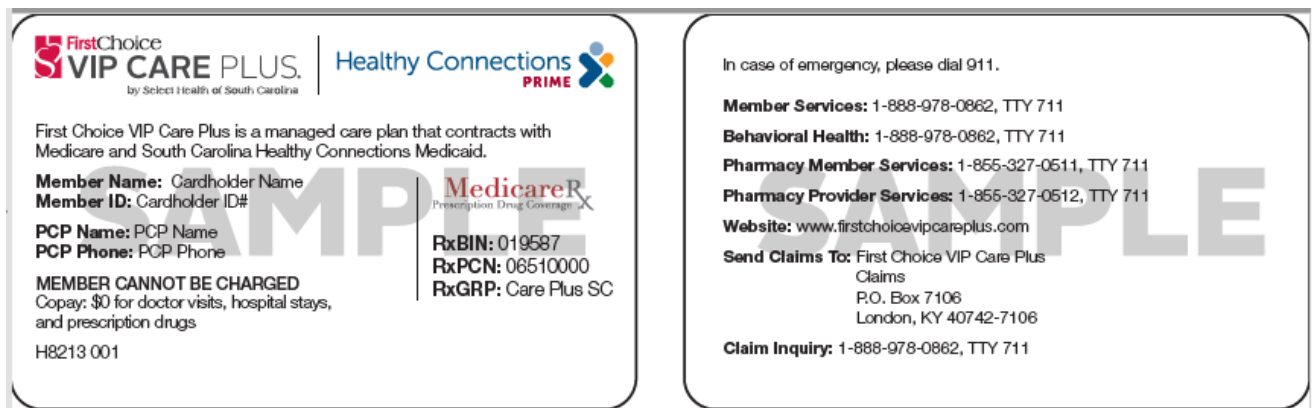 FirstChoice
VIP CARE PLUS.
by Select Health of South Carolina
Healthy Connections
PRIME
First Choice VIP Care Plus is a managed care plan that contracts with
Medicare and South Carolina Healthy Connections Medicaid.
SAMPLE
Member Name: Cardholder Name
Member ID: Cardholder ID#
PCP Name: PCP Name
PCP Phone: PCP Phone
MEMBER CANNOT BE CHARGED
Copay: $0 for doctor visits, hospital stays,
and prescription drugs
H8213 001
MedicareRx
Prescription Drug Coverage
RxBIN: 019587
RxPCN: 06510000
RxGRP: Care Plus SC
In case of emergency, please dial 911.
Member Services: 1-888-978-0862, TTY 711
Behavioral Health: 1-888-978-0862, TTY 711
Pharmacy Member Services: 1-855-327-0511, TTY 711
Pharmacy Provider Services: 1-855-327-0512, TTY 711
SAMPLE
Website: www.firstchoicevipcareplus.com
Send Claims To: First Choice VIP Care Plus
Claims
P.O. Box 7106
London, KY 40742-7106
Claim Inquiry: 1-888-978-0862, TTY 711